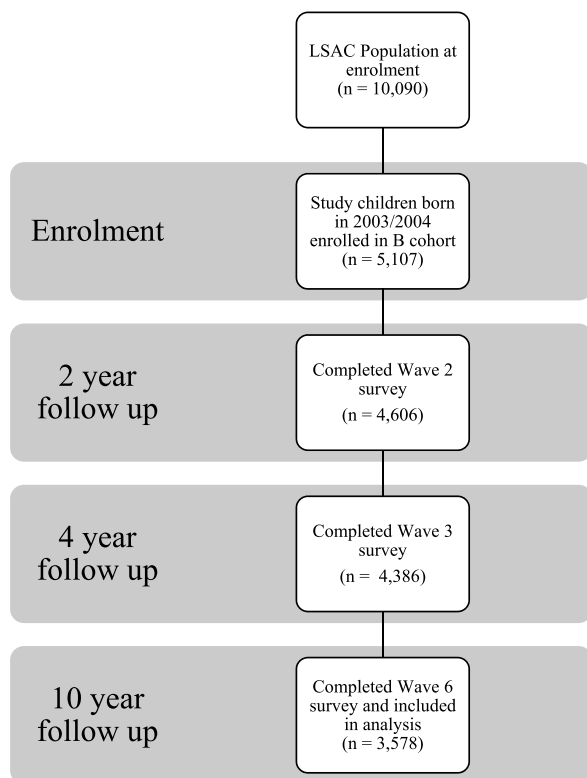 LSAC Population at
enrolment
(n = 10,090)
Enrolment
Study children born
in 2003/2004
enrolled in B cohort
(n = 5,107)
2 year
follow up
Completed Wave 2
survey
(n = 4,606)
4 year
follow up
Completed Wave 3
survey
(n =  4,386)
10 year
follow up
Completed Wave 6
survey and included
in analysis
(n = 3,578)